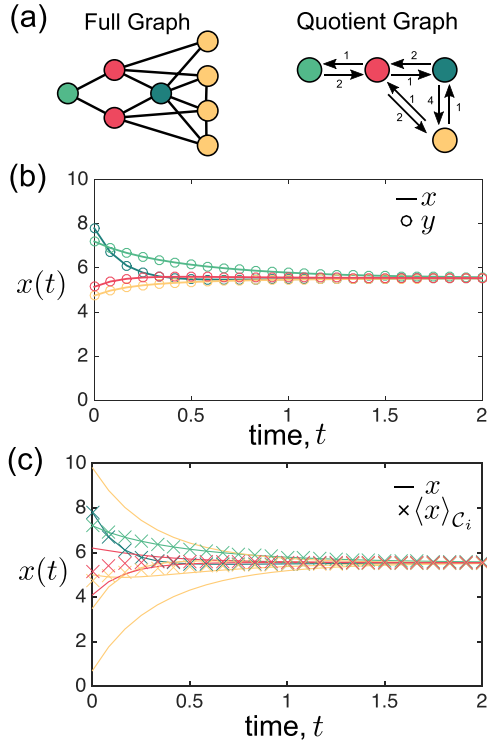 (a) Full Graph Quotient Graph
1 2
2 1
4 1
1
2
(b)
10
8
6
4
2
0
x(t)
x
y
0 0.5 1 1.5 2
time, t
(c)
10
8
6
4
2
0
x(t)
x
⟨x⟩_{𝒞_i}
0 0.5 1 1.5 2
time, t